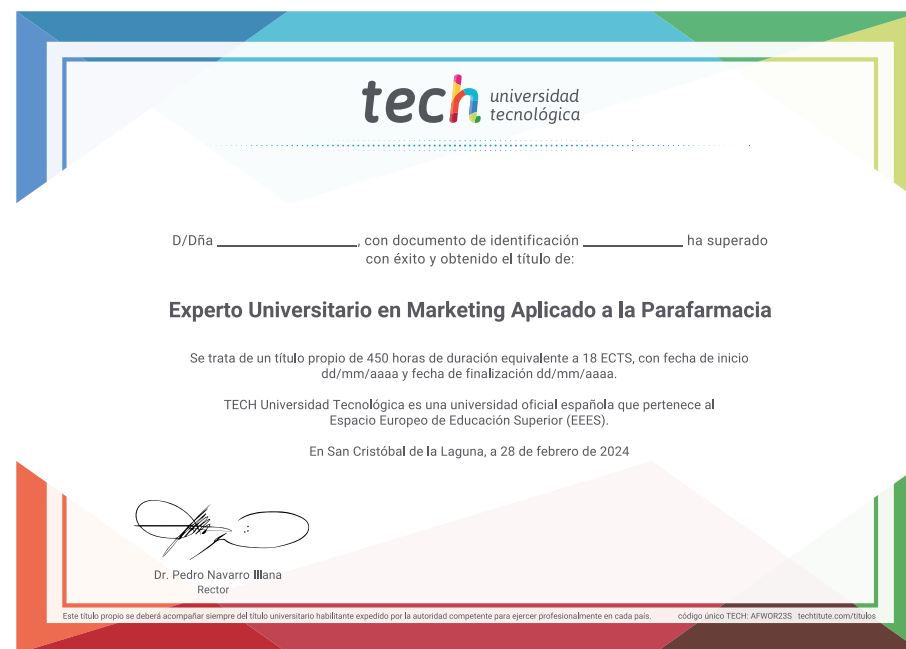 tech universidad
tecnológica
D/Dña ____________________, con documento de identificación ______________ ha superado
con éxito y obtenido el título de:
Experto Universitario en Marketing Aplicado a la Parafarmacia
Se trata de un título propio de 450 horas de duración equivalente a 18 ECTS, con fecha de inicio
dd/mm/aaaa y fecha de finalización dd/mm/aaaa.
TECH Universidad Tecnológica es una universidad oficial española que pertenece al
Espacio Europeo de Educación Superior (EEES).
En San Cristóbal de la Laguna, a 28 de febrero de 2024
Dr. Pedro Navarro Illana
Rector
Este título propio se deberá acompañar siempre del título universitario habilitante expedido por la autoridad competente para ejercer profesionalmente en cada país. código único TECH: AFWOR23S techtitute.com/titulos